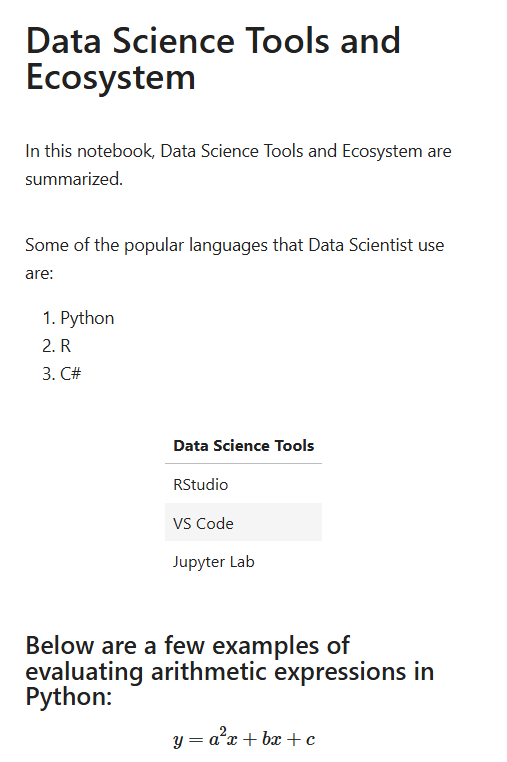 Data Science Tools and
Ecosystem
In this notebook, Data Science Tools and Ecosystem are
summarized.
Some of the popular languages that Data Scientist use
are:
1. Python
2. R
3. C#
Data Science Tools
RStudio
VS Code
Jupyter Lab
Below are a few examples of
evaluating arithmetic expressions in
Python:
y = a²x + bx + c